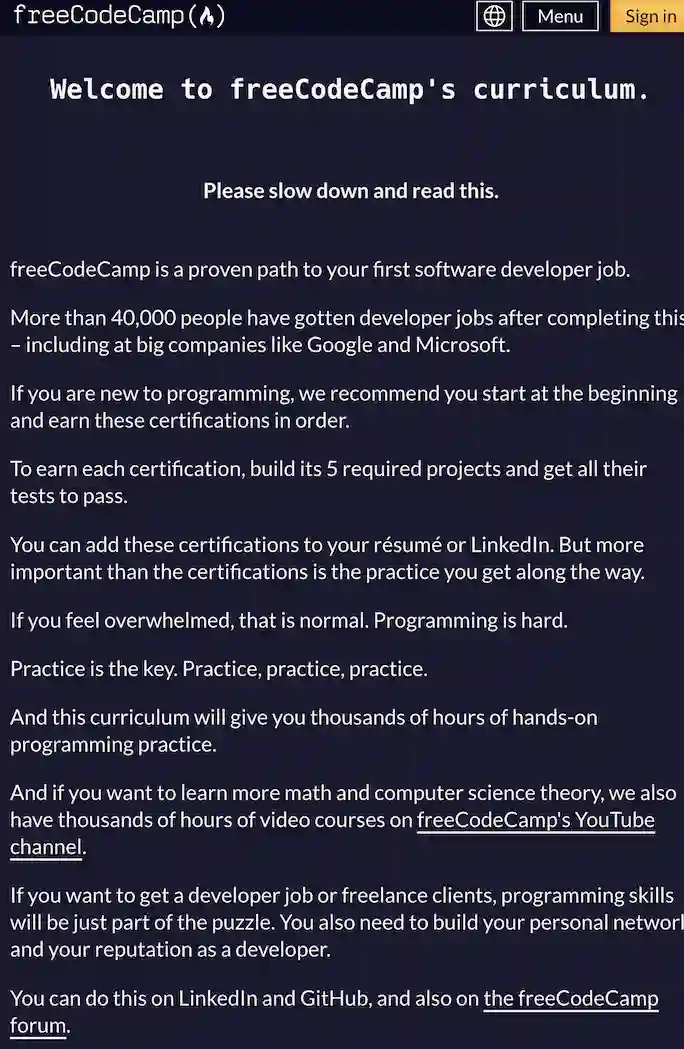 freeCodeCamp(🔥)
Menu
Sign in
Welcome to freeCodeCamp's curriculum.
Please slow down and read this.
freeCodeCamp is a proven path to your first software developer job.
More than 40,000 people have gotten developer jobs after completing this
– including at big companies like Google and Microsoft.
If you are new to programming, we recommend you start at the beginning
and earn these certifications in order.
To earn each certification, build its 5 required projects and get all their
tests to pass.
You can add these certifications to your résumé or LinkedIn. But more
important than the certifications is the practice you get along the way.
If you feel overwhelmed, that is normal. Programming is hard.
Practice is the key. Practice, practice, practice.
And this curriculum will give you thousands of hours of hands-on
programming practice.
And if you want to learn more math and computer science theory, we also
have thousands of hours of video courses on freeCodeCamp's YouTube
channel.
If you want to get a developer job or freelance clients, programming skills
will be just part of the puzzle. You also need to build your personal network
and your reputation as a developer.
You can do this on LinkedIn and GitHub, and also on the freeCodeCamp
forum.